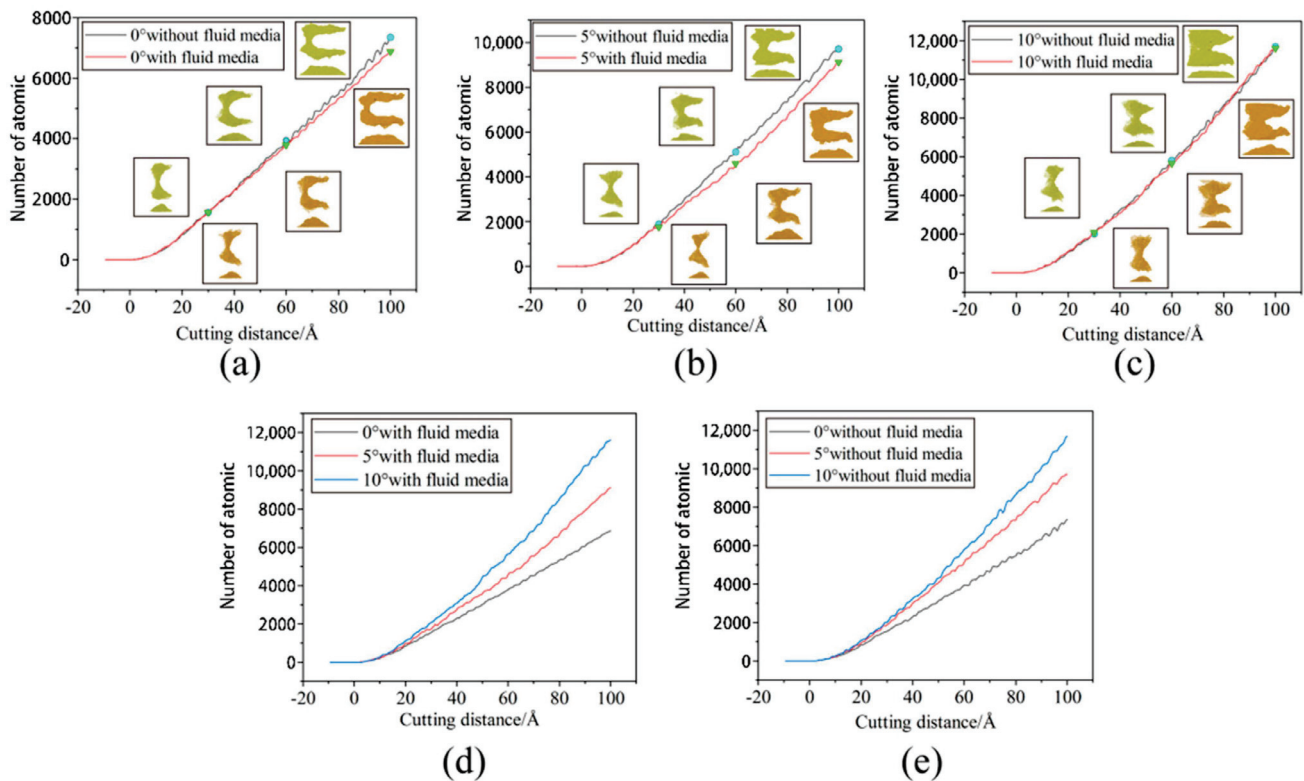 0°without fluid media
0°with fluid media
8000
6000
4000
2000
0
Number of atomic
-20 0 20 40 60 80 100
Cutting distance/Å
(a)
5°without fluid media
5°with fluid media
10,000
8000
6000
4000
2000
0
Number of atomic
-20 0 20 40 60 80 100
Cutting distance/Å
(b)
10°without fluid media
10°with fluid media
12,000
10,000
8000
6000
4000
2000
0
Number of atomic
-20 0 20 40 60 80 100
Cutting distance/Å
(c)
0°with fluid media
5°with fluid media
10°with fluid media
12,000
10,000
8000
6000
4000
2000
0
Number of atomic
-20 0 20 40 60 80 100
Cutting distance/Å
(d)
0°without fluid media
5°without fluid media
10°without fluid media
12,000
10,000
8000
6000
4000
2000
0
Number of atomic
-20 0 20 40 60 80 100
Cutting distance/Å
(e)